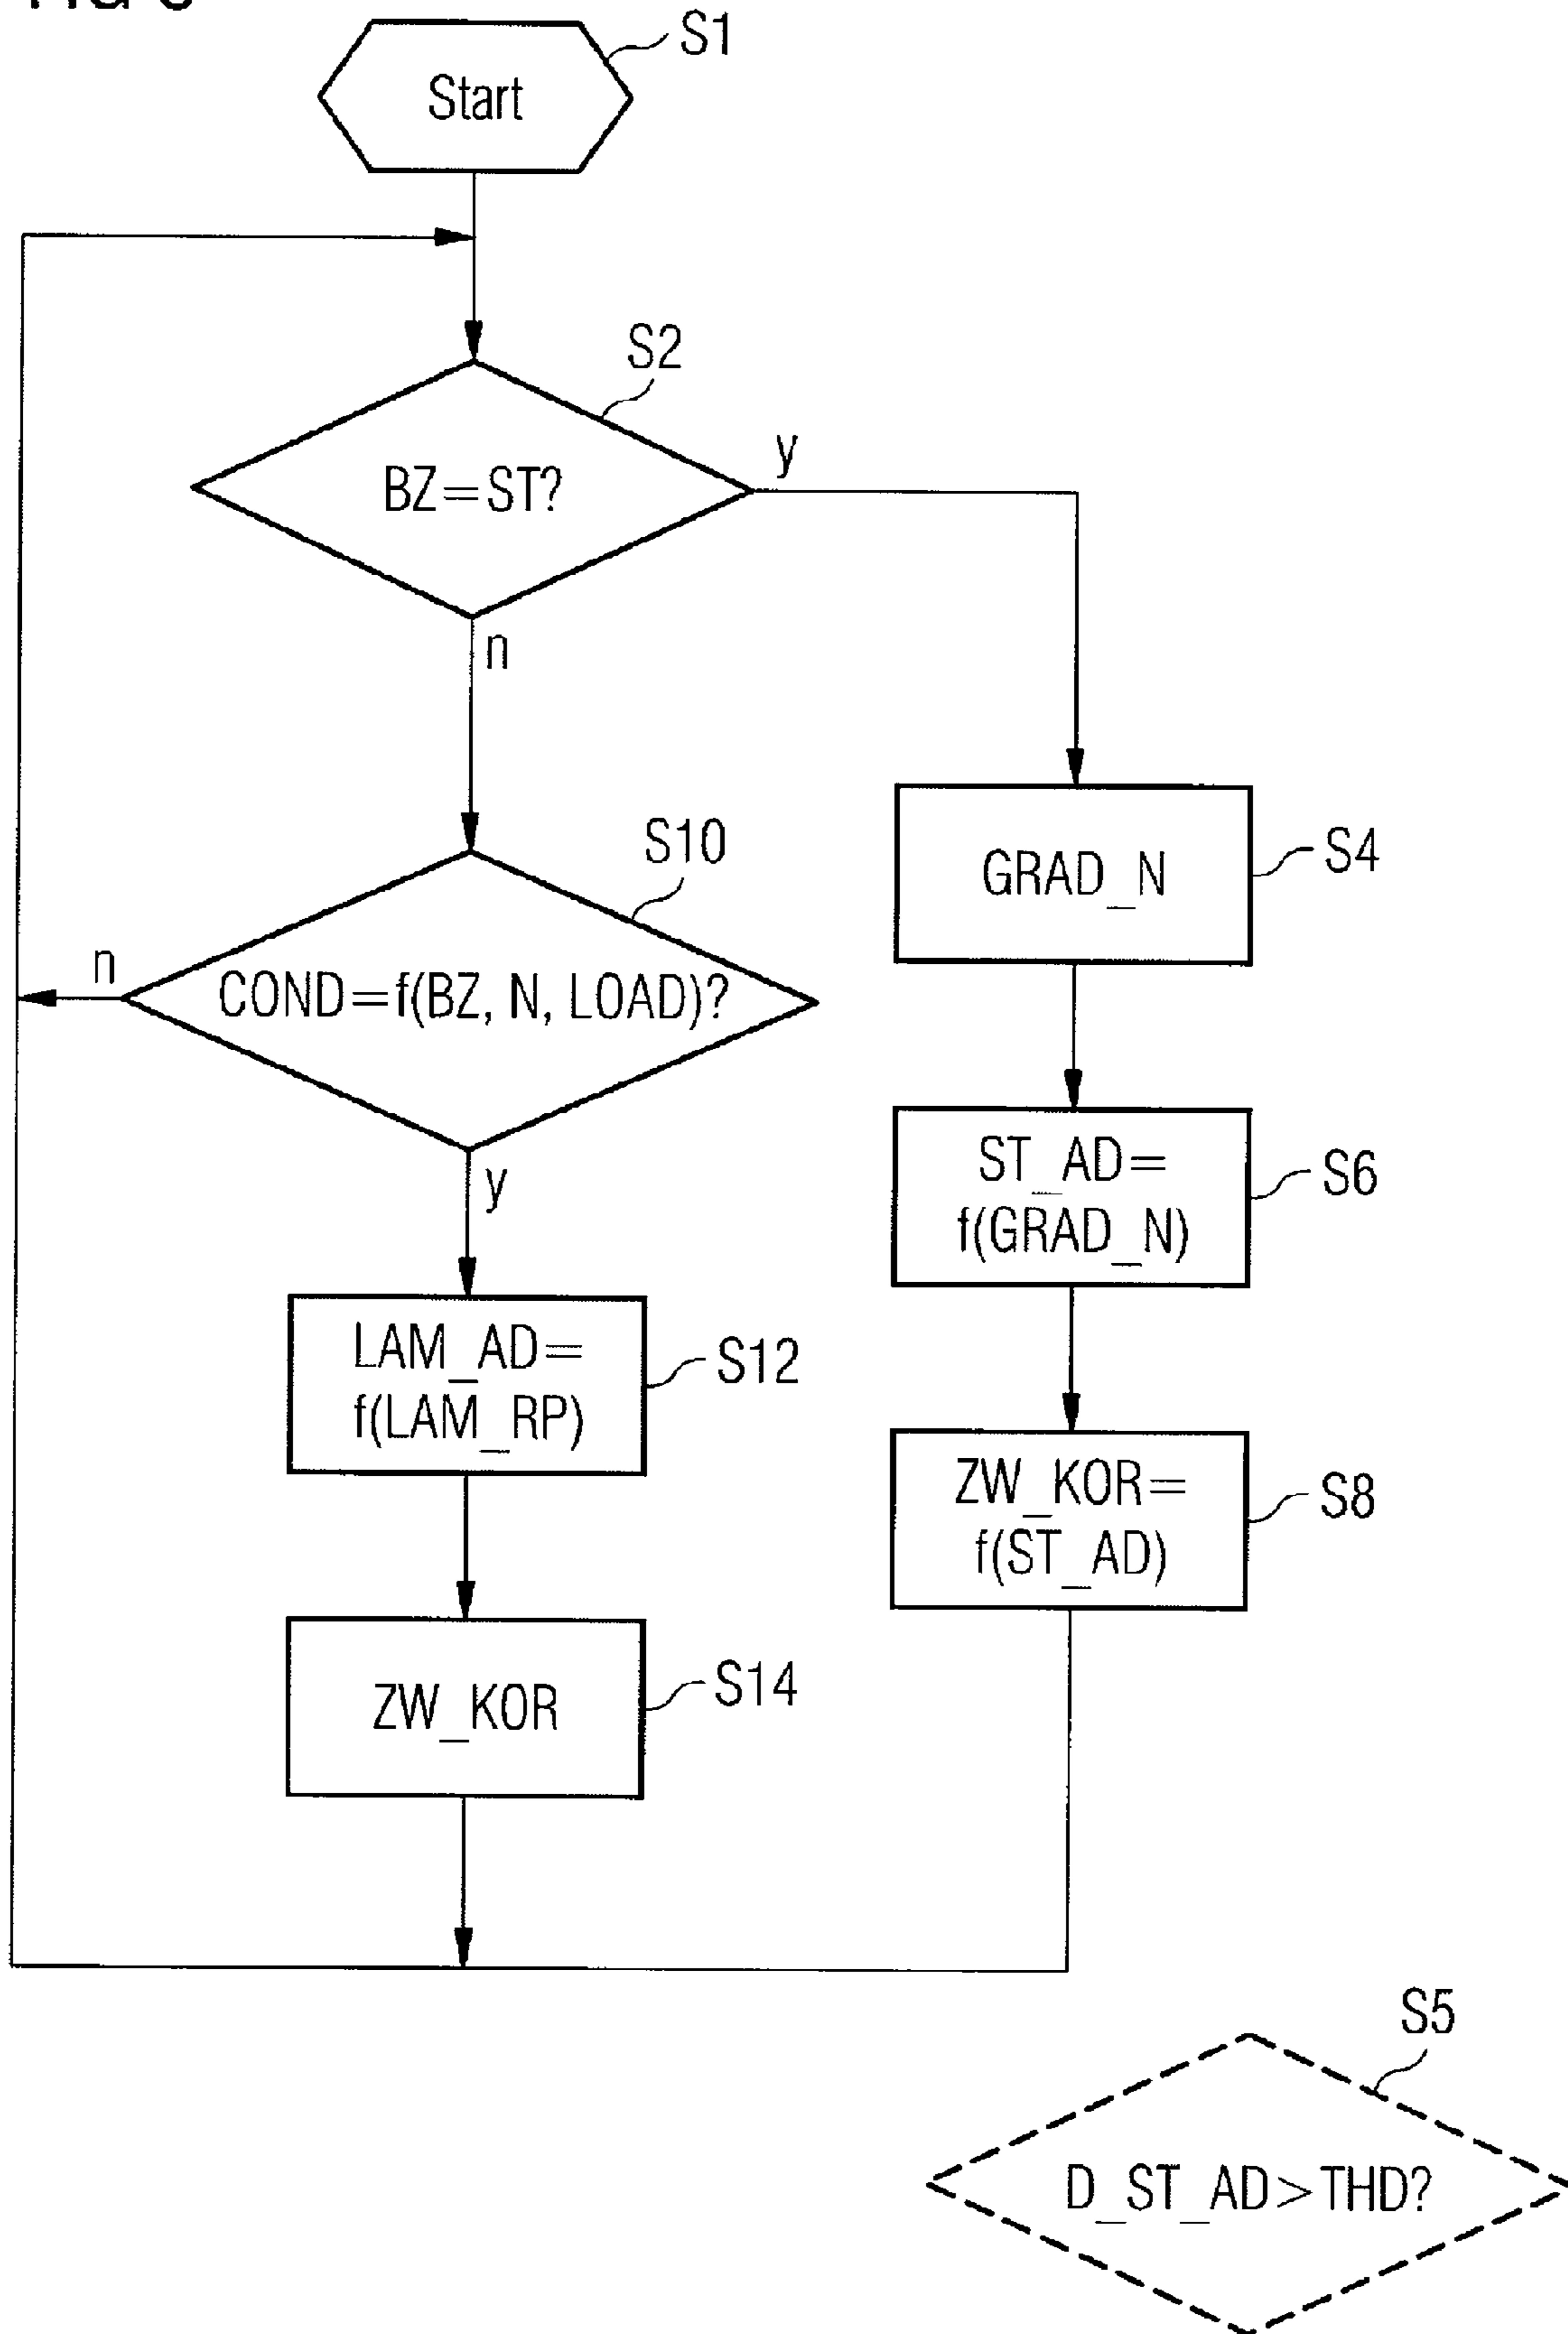 Start
S1
S2
BZ=ST?
y
n
S10
COND=f(BZ, N, LOAD)?
n
y
GRAD_N
S4
ST_AD=
f(GRAD_N)
S6
LAM_AD=
f(LAM_RP)
S12
ZW_KOR=
f(ST_AD)
S8
ZW_KOR
S14
S5
D_ST_AD>THD?